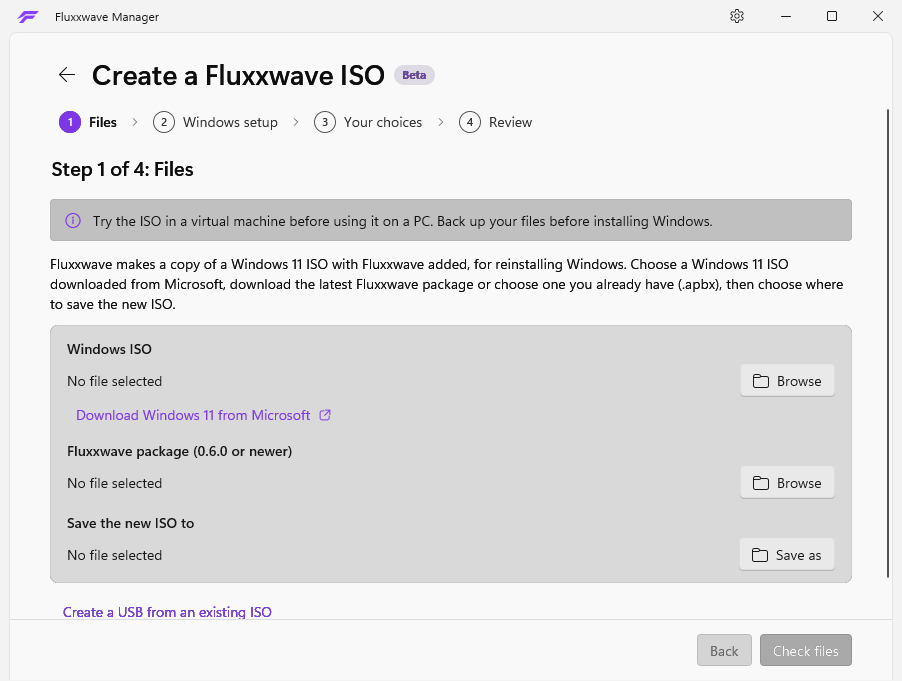 Fluxxwave Manager
Create a Fluxxwave ISO Beta
1 Files 2 Windows setup 3 Your choices 4 Review
Step 1 of 4: Files
Try the ISO in a virtual machine before using it on a PC. Back up your files before installing Windows.
Fluxxwave makes a copy of a Windows 11 ISO with Fluxxwave added, for reinstalling Windows. Choose a Windows 11 ISO
downloaded from Microsoft, download the latest Fluxxwave package or choose one you already have (.apbx), then choose where
to save the new ISO.
Windows ISO
No file selected Browse
Download Windows 11 from Microsoft
Fluxxwave package (0.6.0 or newer)
No file selected Browse
Save the new ISO to
No file selected Save as
Create a USB from an existing ISO
Back Check files